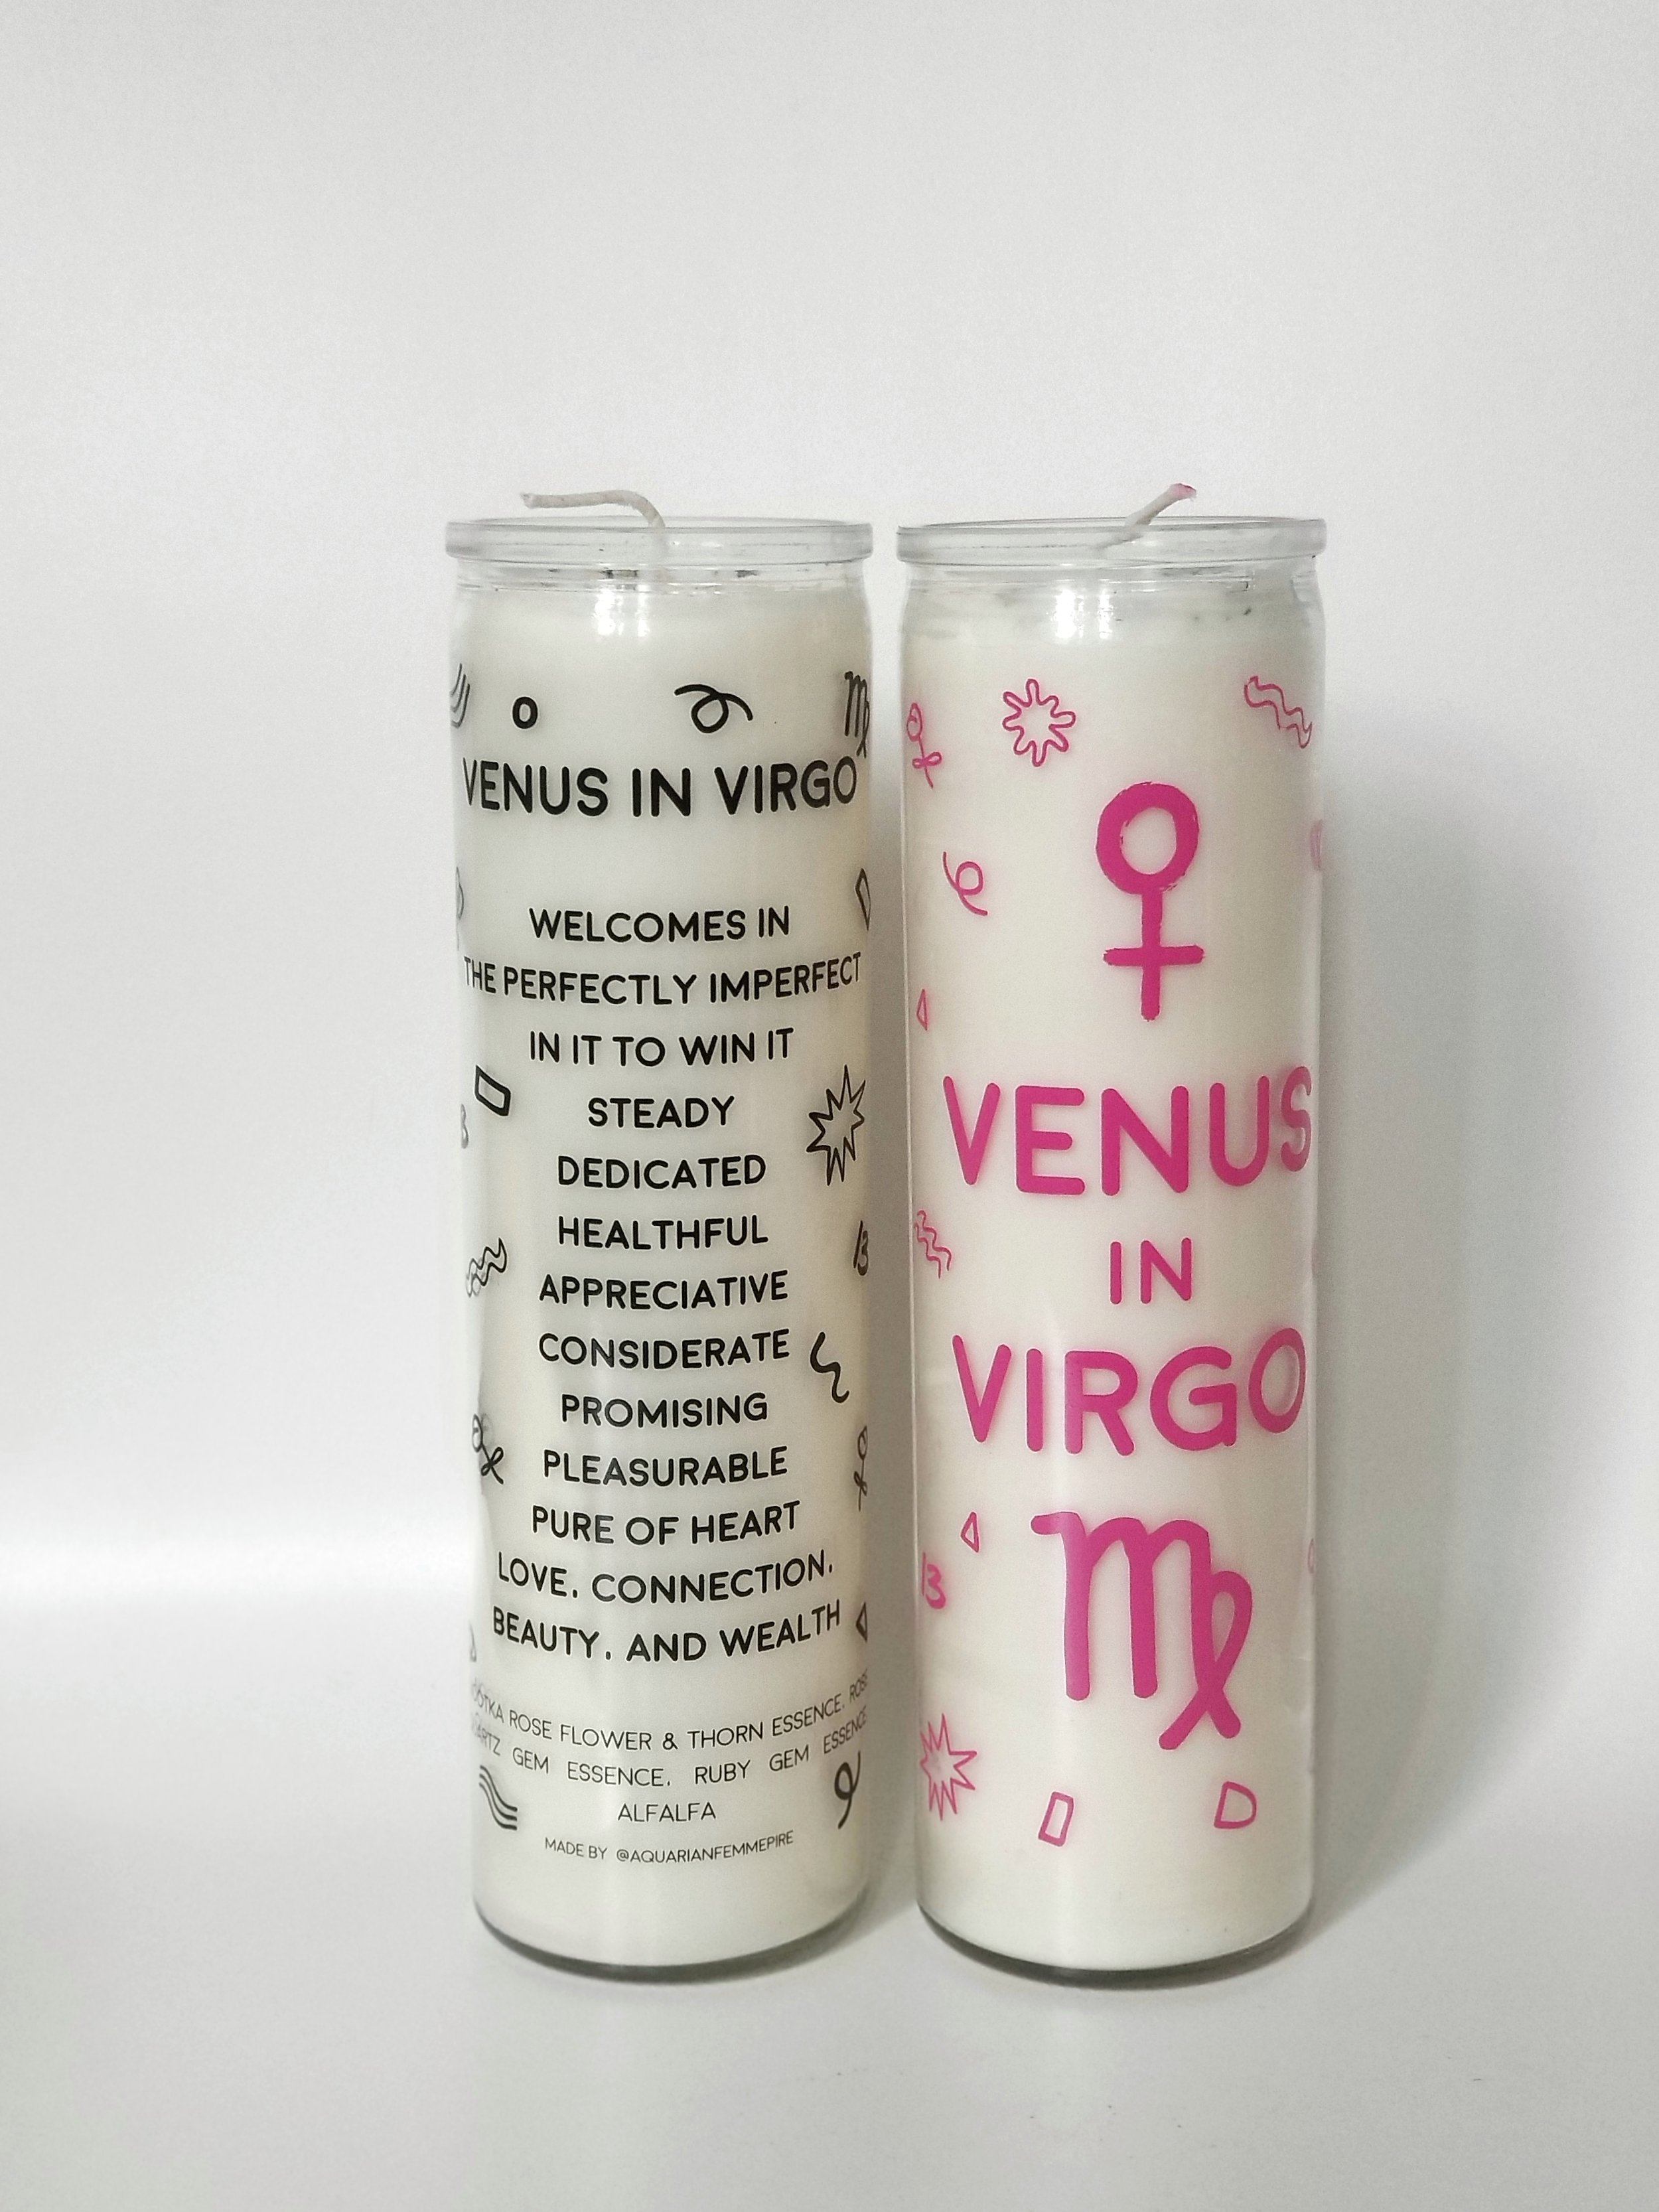 VENUS IN VIRGO
WELCOMES IN
THE PERFECTLY IMPERFECT
IN IT TO WIN IT
STEADY
DEDICATED
HEALTHFUL
APPRECIATIVE
CONSIDERATE
PROMISING
PLEASURABLE
PURE OF HEART
LOVE, CONNECTION,
BEAUTY, AND WEALTH
ROSE FLOWER & THORN ESSENCE,
GEM ESSENCE, RUBY GEM ESSENCE
ALFALFA
MADE BY @AQUARIANFEMMEPIRE
VENUS
IN
VIRGO